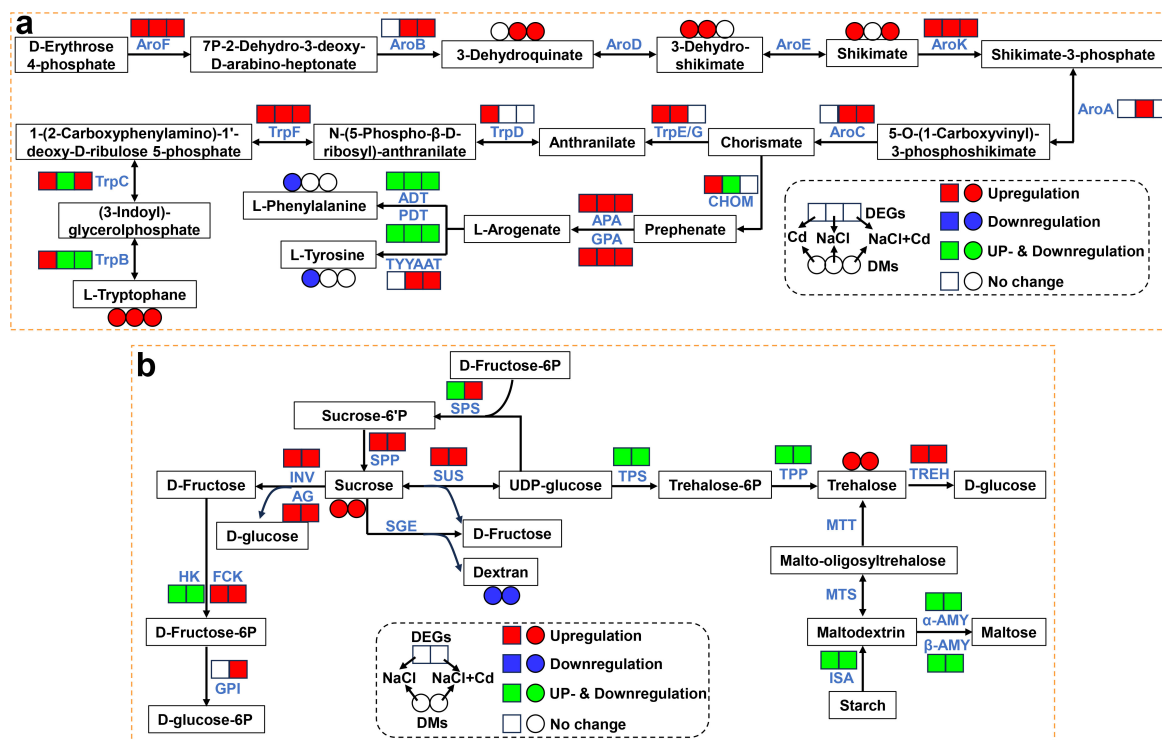 a
D-Erythrose
4-phosphate
AroF
7P-2-Dehydro-3-deoxy-
D-arabino-heptonate
AroB
3-Dehydroquinate
AroD
3-Dehydro-
shikimate
AroE
Shikimate
AroK
Shikimate-3-phosphate
AroA
1-(2-Carboxyphenylamino)-1'-
deoxy-D-ribulose 5-phosphate
TrpF
N-(5-Phospho-β-D-
ribosyl)-anthranilate
TrpD
Anthranilate
TrpE/G
Chorismate
AroC
5-O-(1-Carboxyvinyl)-
3-phosphoshikimate
TrpC
(3-Indoyl)-
glycerolphosphate
TrpB
L-Tryptophane
L-Phenylalanine
ADT
PDT
L-Tyrosine
TYYAAT
L-Arogenate
APA
GPA
Prephenate
CHOM
DEGs
Cd
NaCl
NaCl+Cd
DMs
Upregulation
Downregulation
UP- & Downregulation
No change
b
D-Fructose-6P
SPS
Sucrose-6'P
SPP
INV
SUS
TPS
TPP
TREH
D-Fructose
Sucrose
UDP-glucose
Trehalose-6P
Trehalose
D-glucose
AG
D-glucose
SGE
D-Fructose
MTT
Dextran
Malto-oligosyltrehalose
HK
FCK
MTS
α-AMY
D-Fructose-6P
Maltodextrin
Maltose
β-AMY
GPI
ISA
D-glucose-6P
Starch
DEGs
NaCl
NaCl+Cd
DMs
Upregulation
Downregulation
UP- & Downregulation
No change